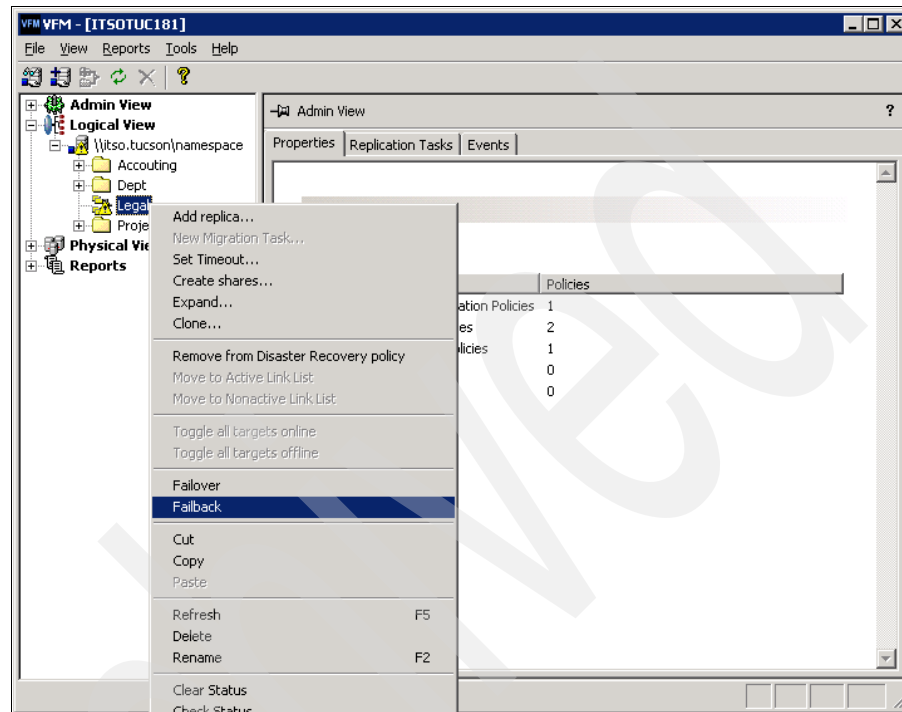 VFM VFM - [ITSOTUC181]
File View Reports Tools Help
Admin View
Logical View
\\itso.tucson\namespace
Accouting
Dept
Legal
Proje
Physical Vie
Reports
Admin View ?
Properties Replication Tasks Events
Policies
ation Policies 1
es 2
licies 1
0
0
Add replica...
New Migration Task...
Set Timeout...
Create shares...
Expand...
Clone...
Remove from Disaster Recovery policy
Move to Active Link List
Move to Nonactive Link List
Toggle all targets online
Toggle all targets offline
Failover
Failback
Cut
Copy
Paste
Refresh F5
Delete
Rename F2
Clear Status
Check Status